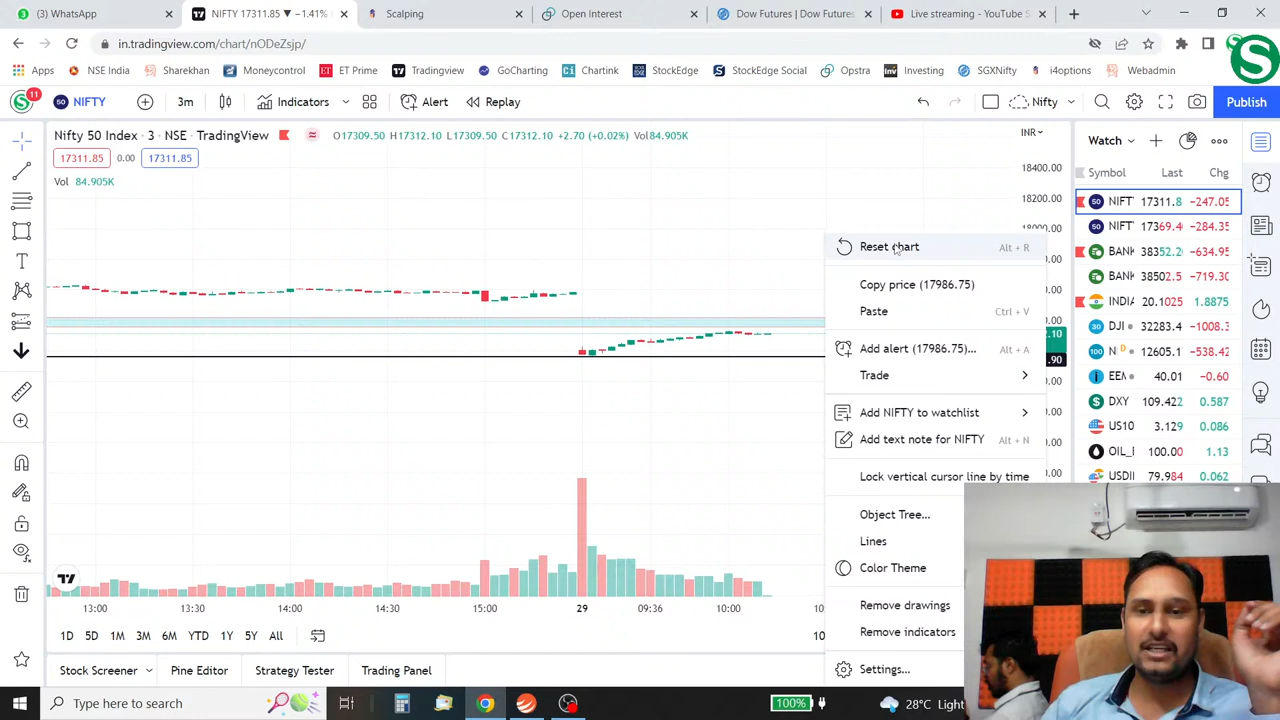 (3) WhatsApp
NIFTY 17311.85 ▼ −1.41%
Scalping
Open Interest
Dow Futures | Dow Futures
Live streaming - YouTube S
in.tradingview.com/chart/nODeZsjp/
Apps
NSE India
Sharekhan
Moneycontrol
ET Prime
Tradingview
GoCharting
Chartink
StockEdge
StockEdge Social
Opstra
Investing
SGXNifty
i4options
Webadmin
11
NIFTY
3m
Indicators
Alert
Replay
Nifty
Publish
Nifty 50 Index · 3 · NSE · TradingView
O17309.50 H17312.10 L17309.50 C17312.10 +2.70 (+0.02%) Vol84.905K
INR
17311.85 0.00 17311.85
Vol 84.905K
18400.00
18200.00
18000.00
Watch
Symbol Last Chg
NIFT 17311.8 −247.05
NIFT 17369.4 −284.35
BANK 38352.2 −634.95
BANK 38502.5 −719.30
INDIA 20.1025 1.8875
DJI 32283.4 −1008.3
N D 12605.1 −538.42
EEM 40.01 −0.60
DXY 109.422 0.587
US10 3.129 0.086
OIL_ 100.00 1.13
USDI 79.984 0.062
Reset chart Alt + R
Copy price (17986.75)
Paste Ctrl + V
Add alert (17986.75)... Alt + A
Trade
Add NIFTY to watchlist
Add text note for NIFTY Alt + N
Lock vertical cursor line by time
Object Tree...
Lines
Color Theme
Remove drawings
Remove indicators
Settings...
13:00 13:30 14:00 14:30 15:00 29 09:36 10:00
1D 5D 1M 3M 6M YTD 1Y 5Y All
Stock Screener
Pine Editor
Strategy Tester
Trading Panel
Type here to search
100%
28°C Light